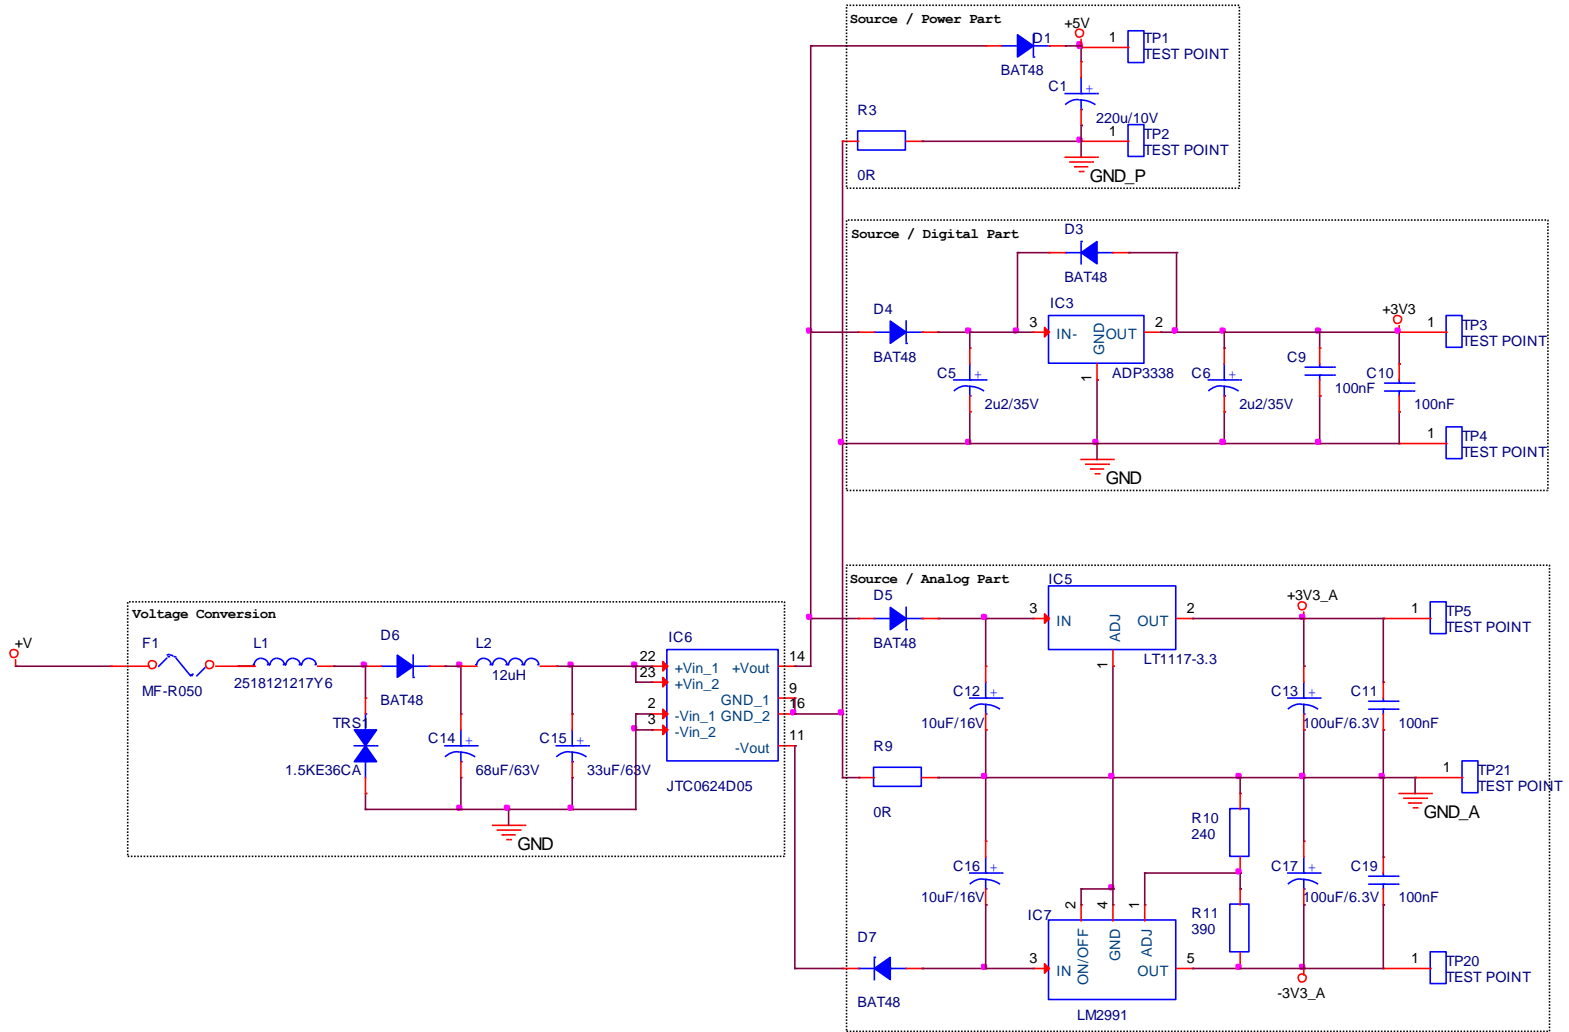 Source / Power Part
+5V
D1
BAT48
1
TP1
TEST POINT
C1
220u/10V
R3
0R
1
TP2
TEST POINT
GND_P
Source / Digital Part
D3
BAT48
D4
BAT48
IC3
3
IN-
GND
OUT
2
1
ADP3338
+3V3
1
TP3
TEST POINT
C5
2u2/35V
C6
2u2/35V
C9
100nF
C10
100nF
1
TP4
TEST POINT
GND
Voltage Conversion
+V
F1
MF-R050
L1
2518121217Y6
D6
BAT48
L2
12uH
TRS1
1.5KE36CA
C14
68uF/63V
C15
33uF/63V
GND
IC6
22
23
2
3
+Vin_1
+Vin_2
-Vin_1
-Vin_2
+Vout
GND_1
GND_2
-Vout
14
9
16
11
JTC0624D05
Source / Analog Part
D5
BAT48
IC5
3
IN
ADJ
OUT
2
1
LT1117-3.3
+3V3_A
1
TP5
TEST POINT
C12
10uF/16V
C13
100uF/6.3V
C11
100nF
R9
0R
1
TP21
TEST POINT
GND_A
R10
240
C16
10uF/16V
C17
100uF/6.3V
C19
100nF
R11
390
D7
BAT48
IC7
2
4
1
3
IN
ON/OFF
GND
ADJ
OUT
5
LM2991
-3V3_A
1
TP20
TEST POINT